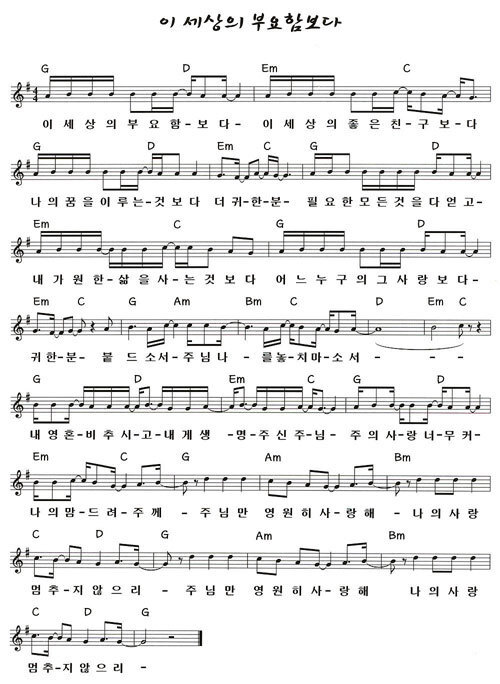 이 세상의 부요함보다
G D Em C
이 세 상 의 부 요 함 - 보 다 - 이 세 상 의 좋 은 친 - 구 보 - 다
G D Em C G D
나 의 꿈 을 이 루 는 - 것 보 다 더 귀 - 한 분 - 필 요 한 모 든 것 을 다 얻 고 -
Em C G D
내 가 원 한 - 삶 을 사 - 는 것 보 다 어 느 누 구 의 그 사 랑 보 다 -
Em C G Am Bm C D Em C
귀 한 분 - 붙 드 소 서 - 주 님 나 - 를 놓 치 마 소 서 - - -
G D Em C G D
내 영 혼 - 비 추 시 - 고 - 내 게 생 - 명 - 주 신 주 - 님 - 주 의 사 랑 너 - 무 커 -
Em C G Am Bm
나 의 맘 - 드 려 - 주 께 - 주 님 만 영 원 히 사 랑 해 - 나 의 사 랑
C D G Am Bm
멈 추 - 지 않 으 리 - 주 님 만 영 원 히 사 랑 해 나 의 사 랑
C D G
멈 추 - 지 않 으 리 -